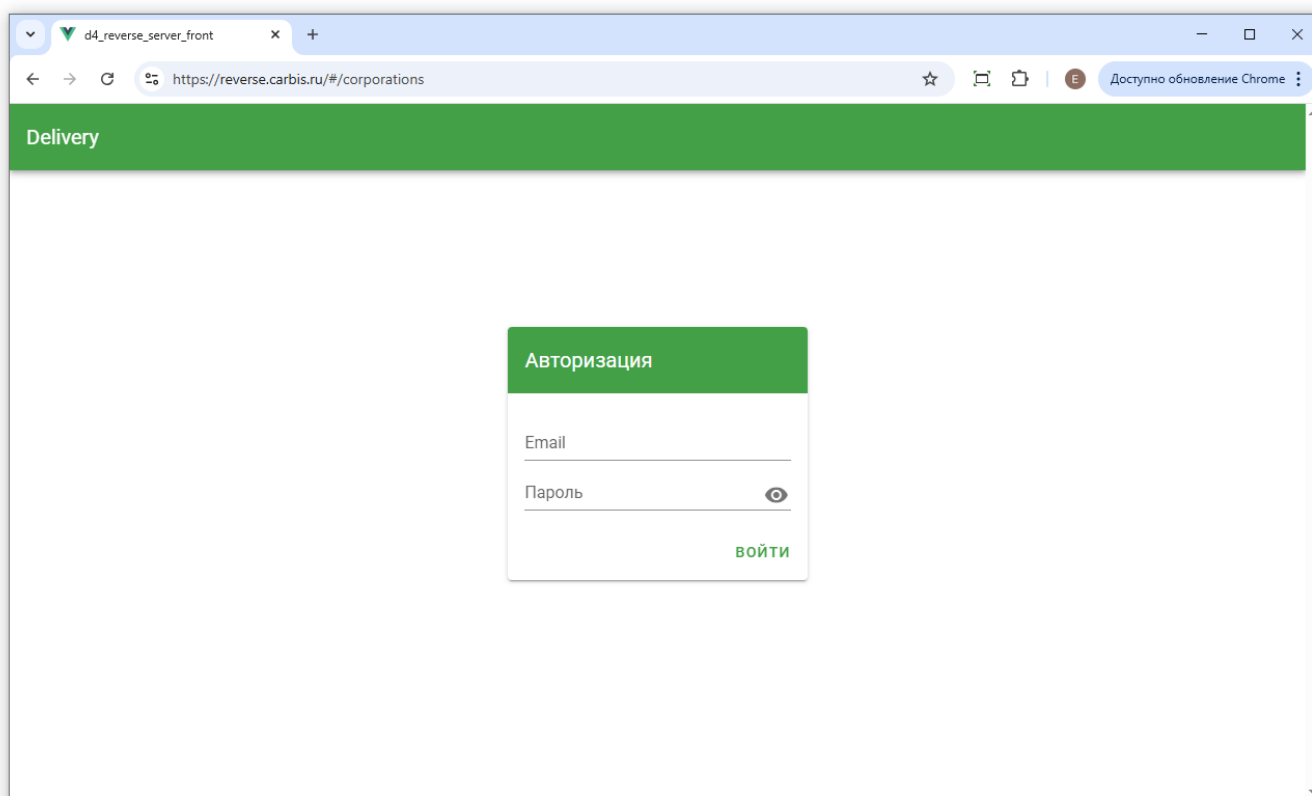 d4_reverse_server_front
https://reverse.carbis.ru/#/corporations
E
Доступно обновление Chrome
Delivery
Авторизация
Email
Пароль
ВОЙТИ